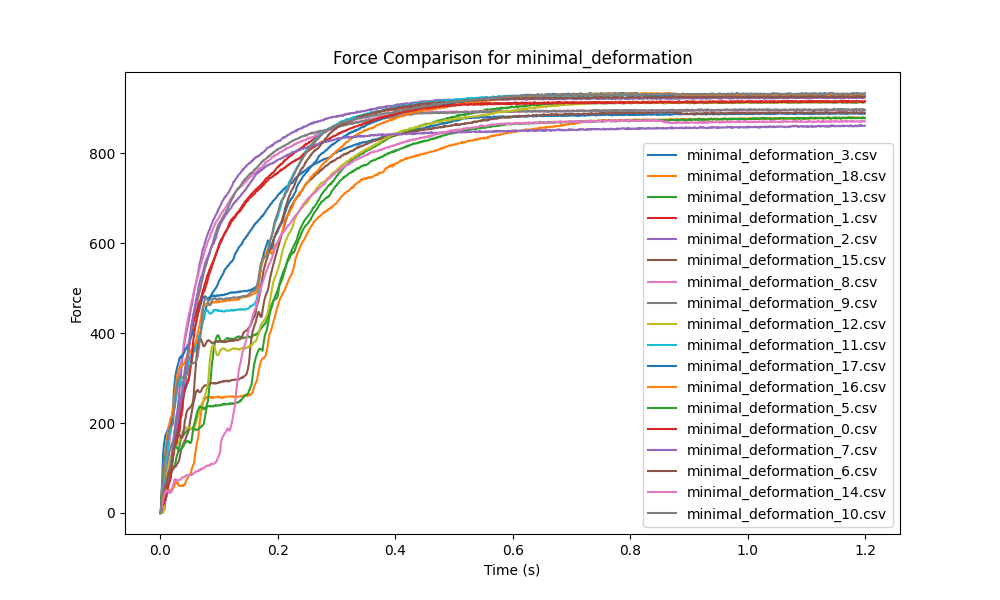 Force Comparison for minimal_deformation
Force
800
600
400
200
0
minimal_deformation_3.csv
minimal_deformation_18.csv
minimal_deformation_13.csv
minimal_deformation_1.csv
minimal_deformation_2.csv
minimal_deformation_15.csv
minimal_deformation_8.csv
minimal_deformation_9.csv
minimal_deformation_12.csv
minimal_deformation_11.csv
minimal_deformation_17.csv
minimal_deformation_16.csv
minimal_deformation_5.csv
minimal_deformation_0.csv
minimal_deformation_7.csv
minimal_deformation_6.csv
minimal_deformation_14.csv
minimal_deformation_10.csv
0.0 0.2 0.4 0.6 0.8 1.0 1.2
Time (s)